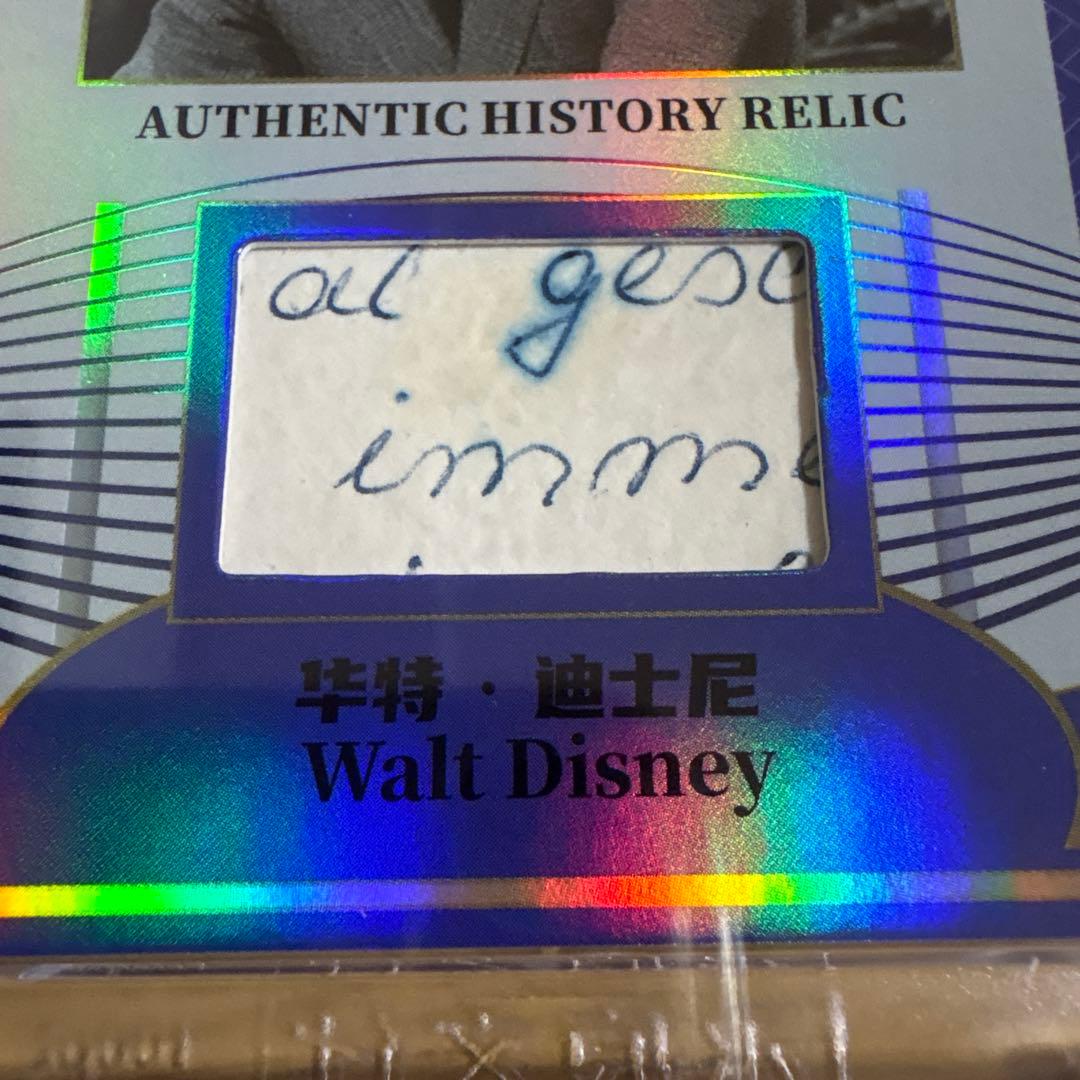 AUTHENTIC HISTORY RELIC
al gesc
imme
华特·迪士尼
Walt Disney